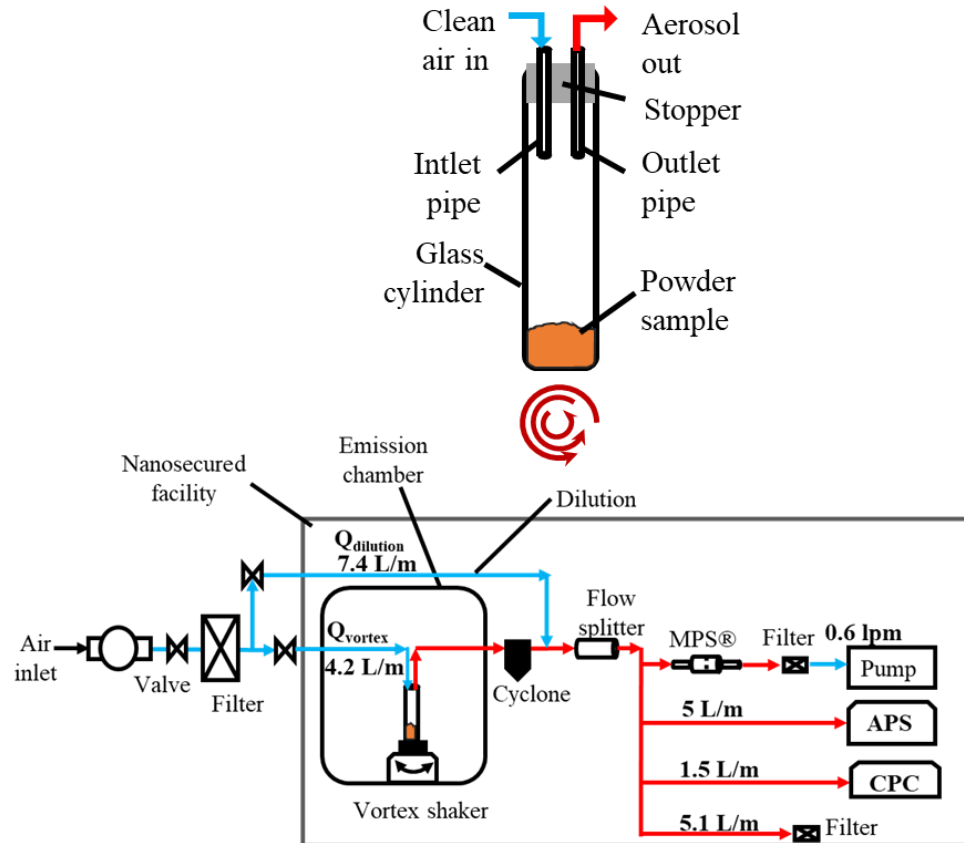 Clean
air in
Aerosol
out
Stopper
Intlet
pipe
Outlet
pipe
Glass
cylinder
Powder
sample
Nanosecured
facility
Emission
chamber
Dilution
Qdilution
7.4 L/m
Flow
splitter
MPS®
Filter
0.6 lpm
Pump
Air
inlet
Valve
Filter
Qvortex
4.2 L/m
Cyclone
5 L/m
APS
1.5 L/m
CPC
Vortex shaker
5.1 L/m
Filter